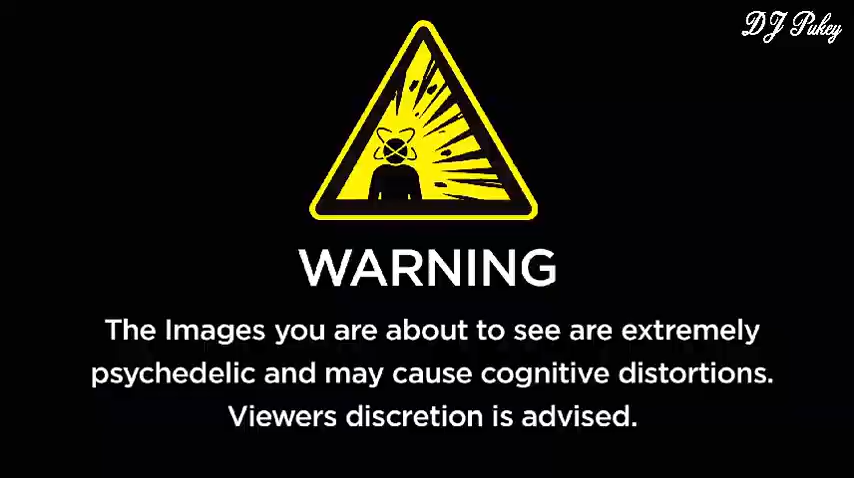 DJ Pukey
WARNING
The Images you are about to see are extremely
psychedelic and may cause cognitive distortions.
Viewers discretion is advised.